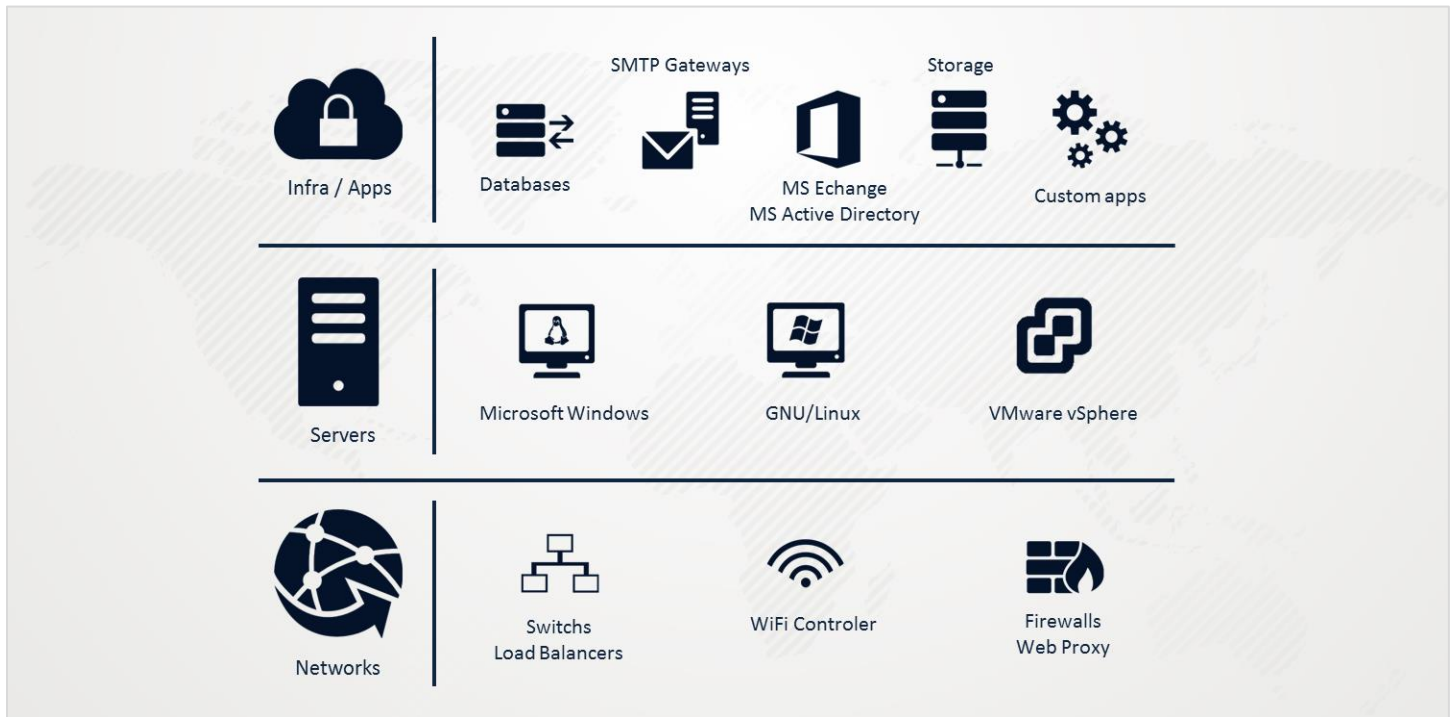 SMTP Gateways
Storage
Infra / Apps
Databases
MS Echange
MS Active Directory
Custom apps
Servers
Microsoft Windows
GNU/Linux
VMware vSphere
Networks
Switchs
Load Balancers
WiFi Controler
Firewalls
Web Proxy